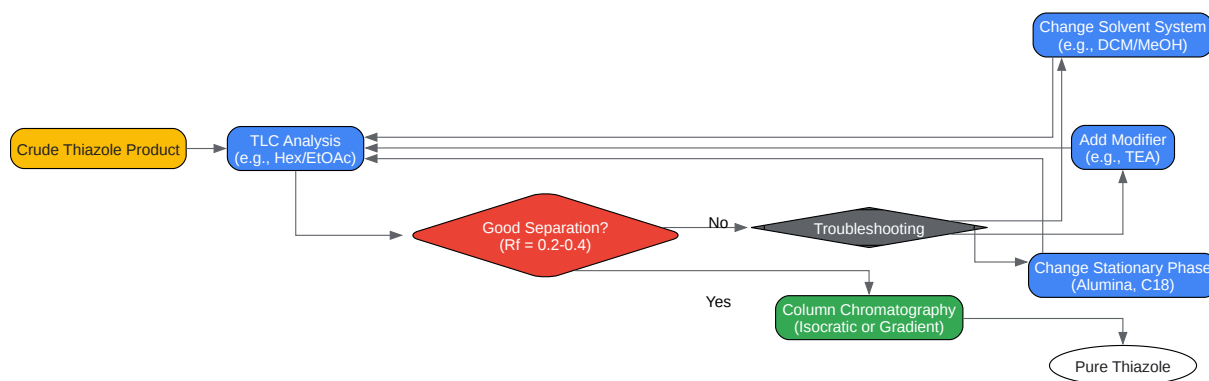 Change Solvent System
(e.g., DCM/MeOH)
Crude Thiazole Product
TLC Analysis
(e.g., Hex/EtOAc)
Add Modifier
(e.g., TEA)
Good Separation?
(Rf = 0.2-0.4)
No
Troubleshooting
Change Stationary Phase
(Alumina, C18)
Yes
Column Chromatography
(Isocratic or Gradient)
Pure Thiazole